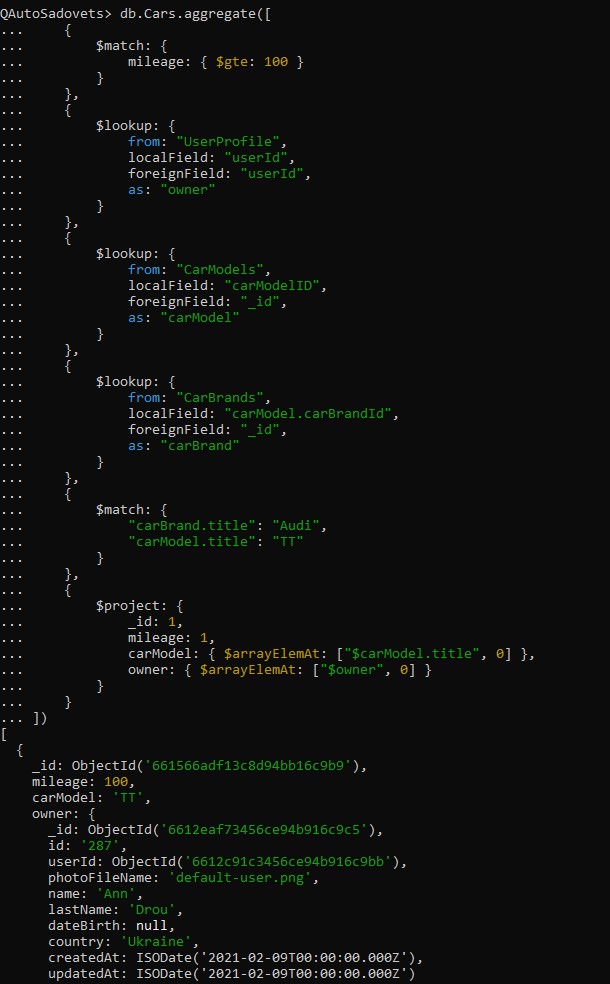 QAutoSadovets> db.Cars.aggregate([
...     {
...         $match: {
...             mileage: { $gte: 100 }
...         }
...     },
...     {
...         $lookup: {
...             from: "UserProfile",
...             localField: "userId",
...             foreignField: "userId",
...             as: "owner"
...         }
...     },
...     {
...         $lookup: {
...             from: "CarModels",
...             localField: "carModelID",
...             foreignField: "_id",
...             as: "carModel"
...         }
...     },
...     {
...         $lookup: {
...             from: "CarBrands",
...             localField: "carModel.carBrandId",
...             foreignField: "_id",
...             as: "carBrand"
...         }
...     },
...     {
...         $match: {
...             "carBrand.title": "Audi",
...             "carModel.title": "TT"
...         }
...     },
...     {
...         $project: {
...             _id: 1,
...             mileage: 1,
...             carModel: { $arrayElemAt: ["$carModel.title", 0] },
...             owner: { $arrayElemAt: ["$owner", 0] }
...         }
...     }
... ])
[
  {
    _id: ObjectId('661566adf13c8d94bb16c9b9'),
    mileage: 100,
    carModel: 'TT',
    owner: {
      _id: ObjectId('6612eaf73456ce94b916c9c5'),
      id: '287',
      userId: ObjectId('6612c91c3456ce94b916c9bb'),
      photoFileName: 'default-user.png',
      name: 'Ann',
      lastName: 'Drou',
      dateBirth: null,
      country: 'Ukraine',
      createdAt: ISODate('2021-02-09T00:00:00.000Z'),
      updatedAt: ISODate('2021-02-09T00:00:00.000Z')